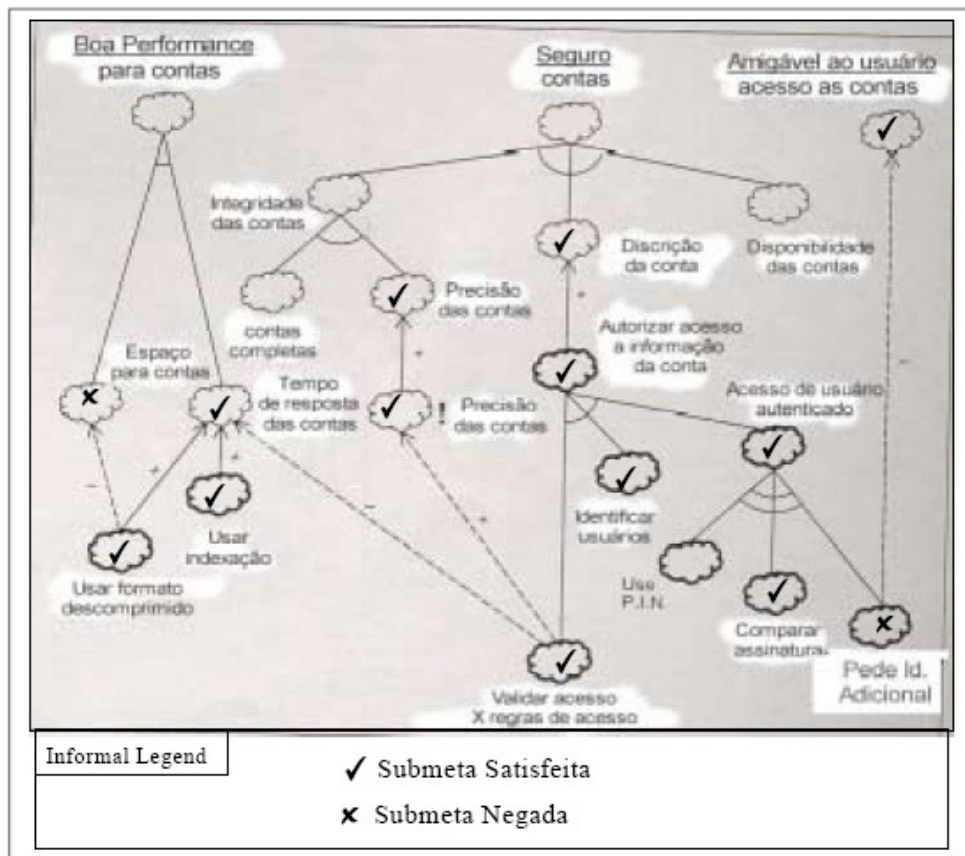 Boa Performance
para contas
Seguro
contas
Amigável ao usuário
acesso as contas
Integridade
das contas
Discrição
da conta
Disponibilidade
das contas
contas
completas
Precisão
das contas
Autorizar acesso
a informação
da conta
Espaço
para contas
Tempo
de resposta
das contas
! Precisão
das contas
Acesso de usuário
autenticado
Usar
indexação
Identificar
usuários
Usar formato
descomprimido
Use
P.I.N.
Comparar
assinatura
Pede Id.
Adicional
Validar acesso
X regras de acesso
Informal Legend
✓ Submeta Satisfeita
✗ Submeta Negada